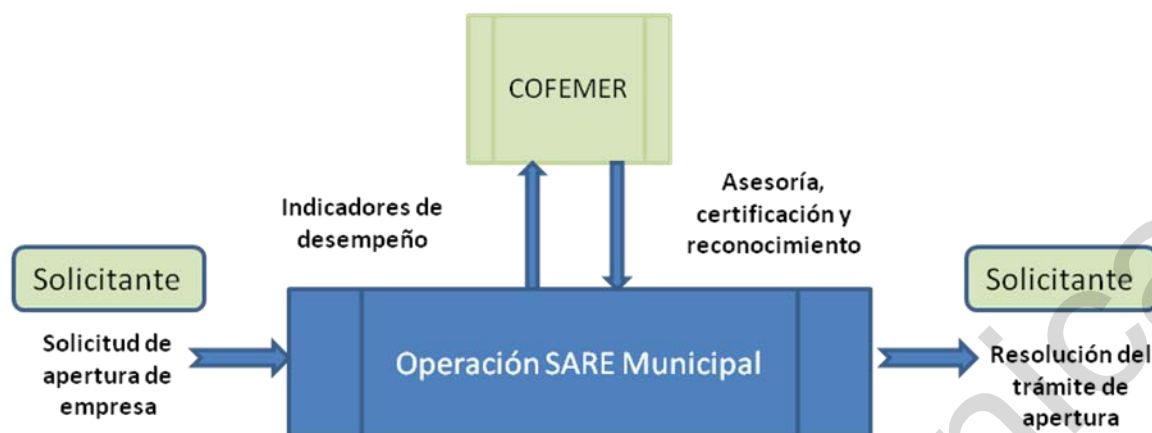 COFEMER
Indicadores de
desempeño
Asesoría,
certificación y
reconocimiento
Solicitante
Solicitante
Solicitud de
apertura de
empresa
Operación SARE Municipal
Resolución del
trámite de
apertura